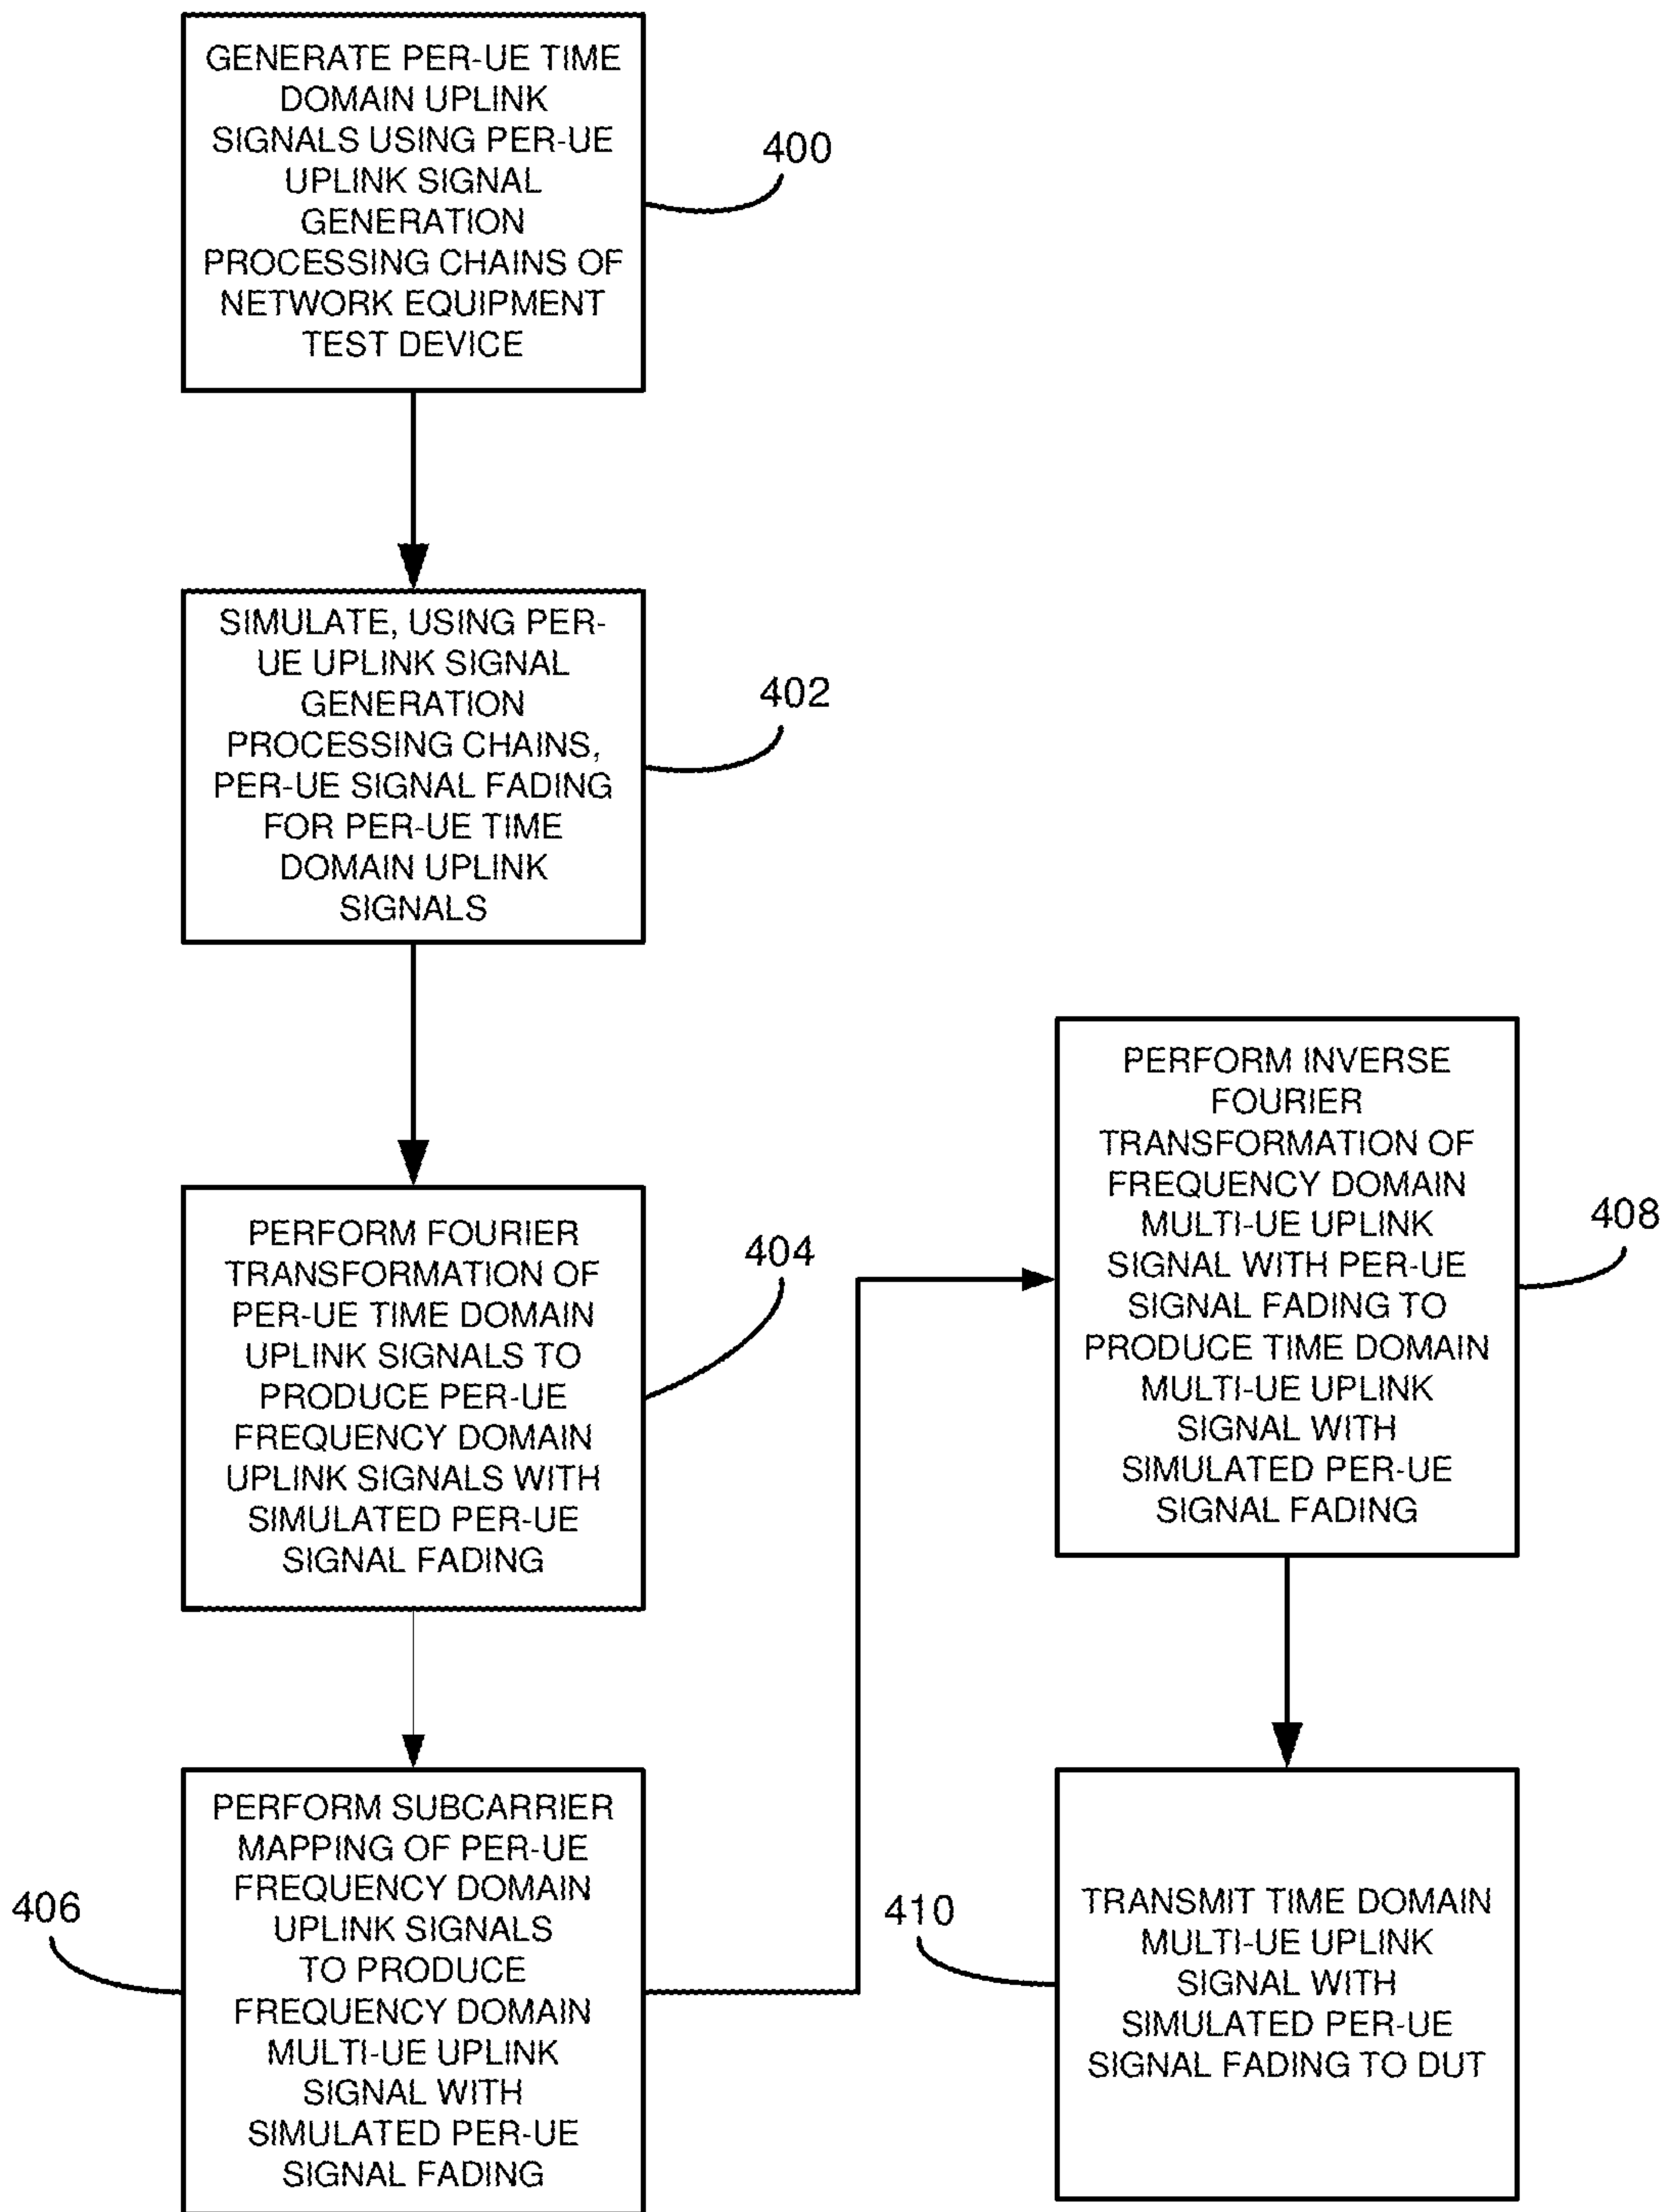 GENERATE PER-UE TIME
DOMAIN UPLINK
SIGNALS USING PER-UE
UPLINK SIGNAL
GENERATION
PROCESSING CHAINS OF
NETWORK EQUIPMENT
TEST DEVICE
400
SIMULATE, USING PER-
UE UPLINK SIGNAL
GENERATION
PROCESSING CHAINS,
PER-UE SIGNAL FADING
FOR PER-UE TIME
DOMAIN UPLINK
SIGNALS
402
PERFORM FOURIER
TRANSFORMATION OF
PER-UE TIME DOMAIN
UPLINK SIGNALS TO
PRODUCE PER-UE
FREQUENCY DOMAIN
UPLINK SIGNALS WITH
SIMULATED PER-UE
SIGNAL FADING
404
PERFORM SUBCARRIER
MAPPING OF PER-UE
FREQUENCY DOMAIN
UPLINK SIGNALS
TO PRODUCE
FREQUENCY DOMAIN
MULTI-UE UPLINK
SIGNAL WITH
SIMULATED PER-UE
SIGNAL FADING
406
PERFORM INVERSE
FOURIER
TRANSFORMATION OF
FREQUENCY DOMAIN
MULTI-UE UPLINK
SIGNAL WITH PER-UE
SIGNAL FADING TO
PRODUCE TIME DOMAIN
MULTI-UE UPLINK
SIGNAL WITH
SIMULATED PER-UE
SIGNAL FADING
408
TRANSMIT TIME DOMAIN
MULTI-UE UPLINK
SIGNAL WITH
SIMULATED PER-UE
SIGNAL FADING TO DUT
410